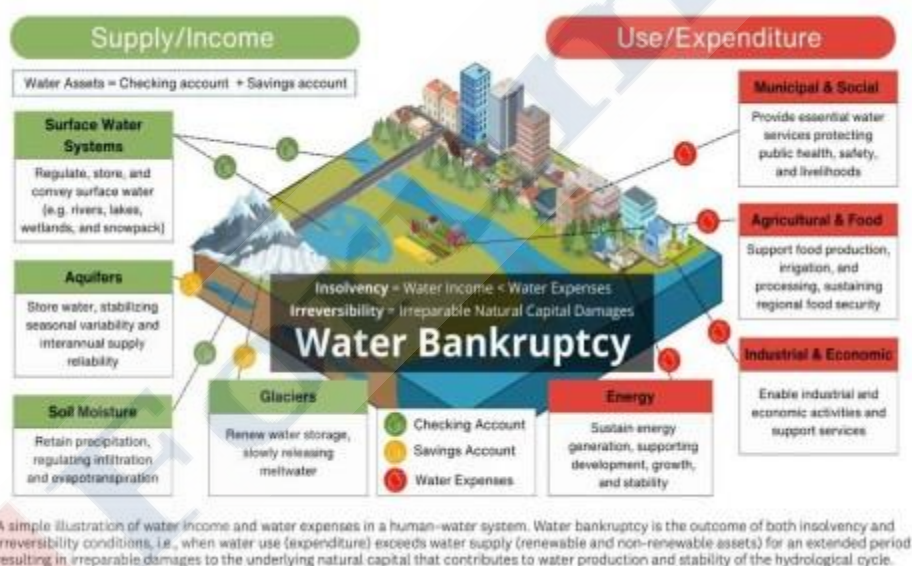 Supply/Income
Use/Expenditure
Water Assets = Checking account + Savings account
Surface Water
Systems
Regulate, store, and
convey surface water
(e.g. rivers, lakes,
wetlands, and snowpack)
Aquifers
Store water, stabilizing
seasonal variability and
interannual supply
reliability
Soil Moisture
Retain precipitation,
regulating infiltration
and evapotranspiration
Glaciers
Renew water storage,
slowly releasing
meltwater
Insolvency = Water Income < Water Expenses
Irreversibility = Irreparable Natural Capital Damages
Water Bankruptcy
Checking Account
Savings Account
Water Expenses
Municipal & Social
Provide essential water
services protecting
public health, safety,
and livelihoods
Agricultural & Food
Support food production,
irrigation, and
processing, sustaining
regional food security
Industrial & Economic
Enable industrial and
economic activities and
support services
Energy
Sustain energy
generation, supporting
development, growth,
and stability
A simple illustration of water income and water expenses in a human-water system. Water bankruptcy is the outcome of both insolvency and
irreversibility conditions, i.e., when water use (expenditure) exceeds water supply (renewable and non-renewable assets) for an extended period
resulting in irreparable damages to the underlying natural capital that contributes to water production and stability of the hydrological cycle.